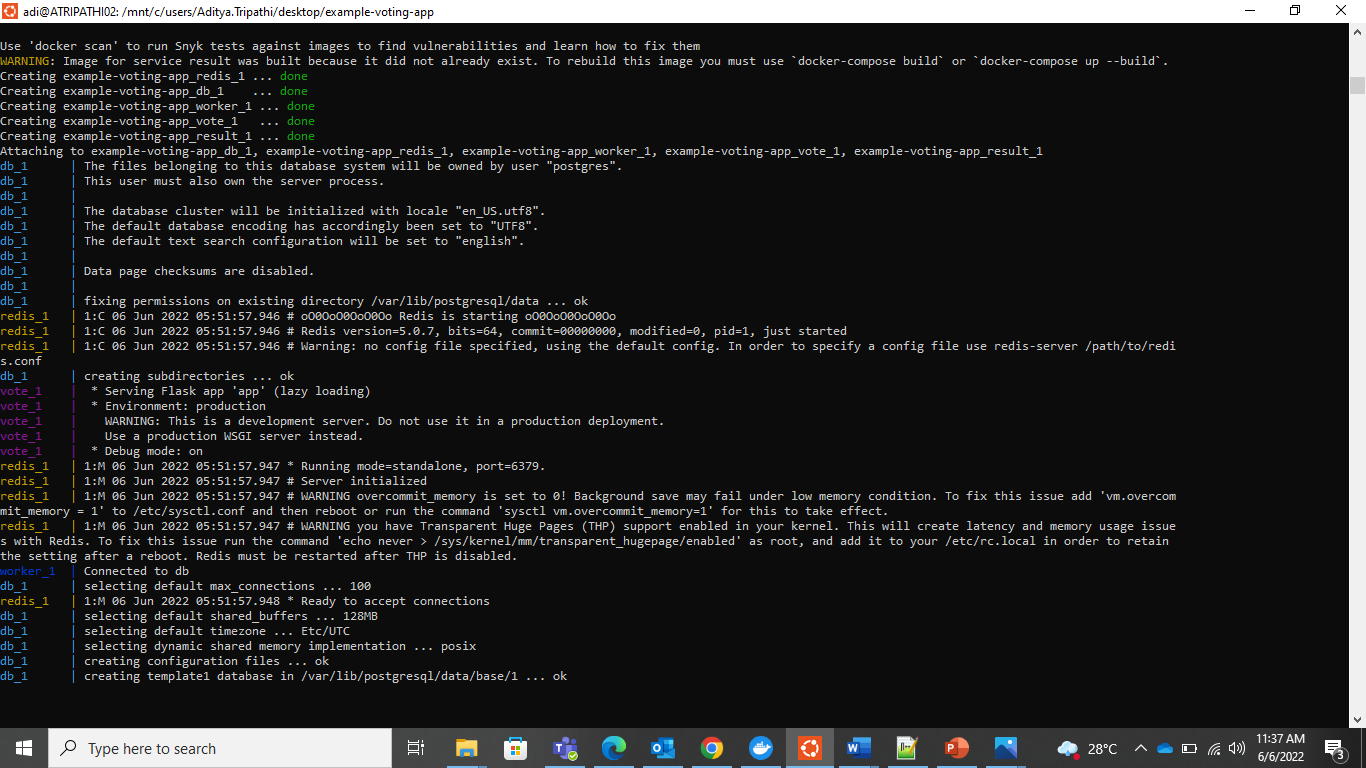 adi@ATRIPATHI02: /mnt/c/users/Aditya.Tripathi/desktop/example-voting-app
Use 'docker scan' to run Snyk tests against images to find vulnerabilities and learn how to fix them
WARNING: Image for service result was built because it did not already exist. To rebuild this image you must use `docker-compose build` or `docker-compose up --build`.
Creating example-voting-app_redis_1 ... done
Creating example-voting-app_db_1    ... done
Creating example-voting-app_worker_1 ... done
Creating example-voting-app_vote_1   ... done
Creating example-voting-app_result_1 ... done
Attaching to example-voting-app_db_1, example-voting-app_redis_1, example-voting-app_worker_1, example-voting-app_vote_1, example-voting-app_result_1
db_1      | The files belonging to this database system will be owned by user "postgres".
db_1      | This user must also own the server process.
db_1      |
db_1      | The database cluster will be initialized with locale "en_US.utf8".
db_1      | The default database encoding has accordingly been set to "UTF8".
db_1      | The default text search configuration will be set to "english".
db_1      |
db_1      | Data page checksums are disabled.
db_1      |
db_1      | fixing permissions on existing directory /var/lib/postgresql/data ... ok
redis_1   | 1:C 06 Jun 2022 05:51:57.946 # oO0OoO0OoO0Oo Redis is starting oO0OoO0OoO0Oo
redis_1   | 1:C 06 Jun 2022 05:51:57.946 # Redis version=5.0.7, bits=64, commit=00000000, modified=0, pid=1, just started
redis_1   | 1:C 06 Jun 2022 05:51:57.946 # Warning: no config file specified, using the default config. In order to specify a config file use redis-server /path/to/redi
s.conf
db_1      | creating subdirectories ... ok
vote_1    |  * Serving Flask app 'app' (lazy loading)
vote_1    |  * Environment: production
vote_1    |    WARNING: This is a development server. Do not use it in a production deployment.
vote_1    |    Use a production WSGI server instead.
vote_1    |  * Debug mode: on
redis_1   | 1:M 06 Jun 2022 05:51:57.947 * Running mode=standalone, port=6379.
redis_1   | 1:M 06 Jun 2022 05:51:57.947 # Server initialized
redis_1   | 1:M 06 Jun 2022 05:51:57.947 # WARNING overcommit_memory is set to 0! Background save may fail under low memory condition. To fix this issue add 'vm.overcom
mit_memory = 1' to /etc/sysctl.conf and then reboot or run the command 'sysctl vm.overcommit_memory=1' for this to take effect.
redis_1   | 1:M 06 Jun 2022 05:51:57.947 # WARNING you have Transparent Huge Pages (THP) support enabled in your kernel. This will create latency and memory usage issue
s with Redis. To fix this issue run the command 'echo never > /sys/kernel/mm/transparent_hugepage/enabled' as root, and add it to your /etc/rc.local in order to retain
the setting after a reboot. Redis must be restarted after THP is disabled.
worker_1  | Connected to db
db_1      | selecting default max_connections ... 100
redis_1   | 1:M 06 Jun 2022 05:51:57.948 * Ready to accept connections
db_1      | selecting default shared_buffers ... 128MB
db_1      | selecting default timezone ... Etc/UTC
db_1      | selecting dynamic shared memory implementation ... posix
db_1      | creating configuration files ... ok
db_1      | creating template1 database in /var/lib/postgresql/data/base/1 ... ok
Type here to search
28°C
11:37 AM
6/6/2022
3